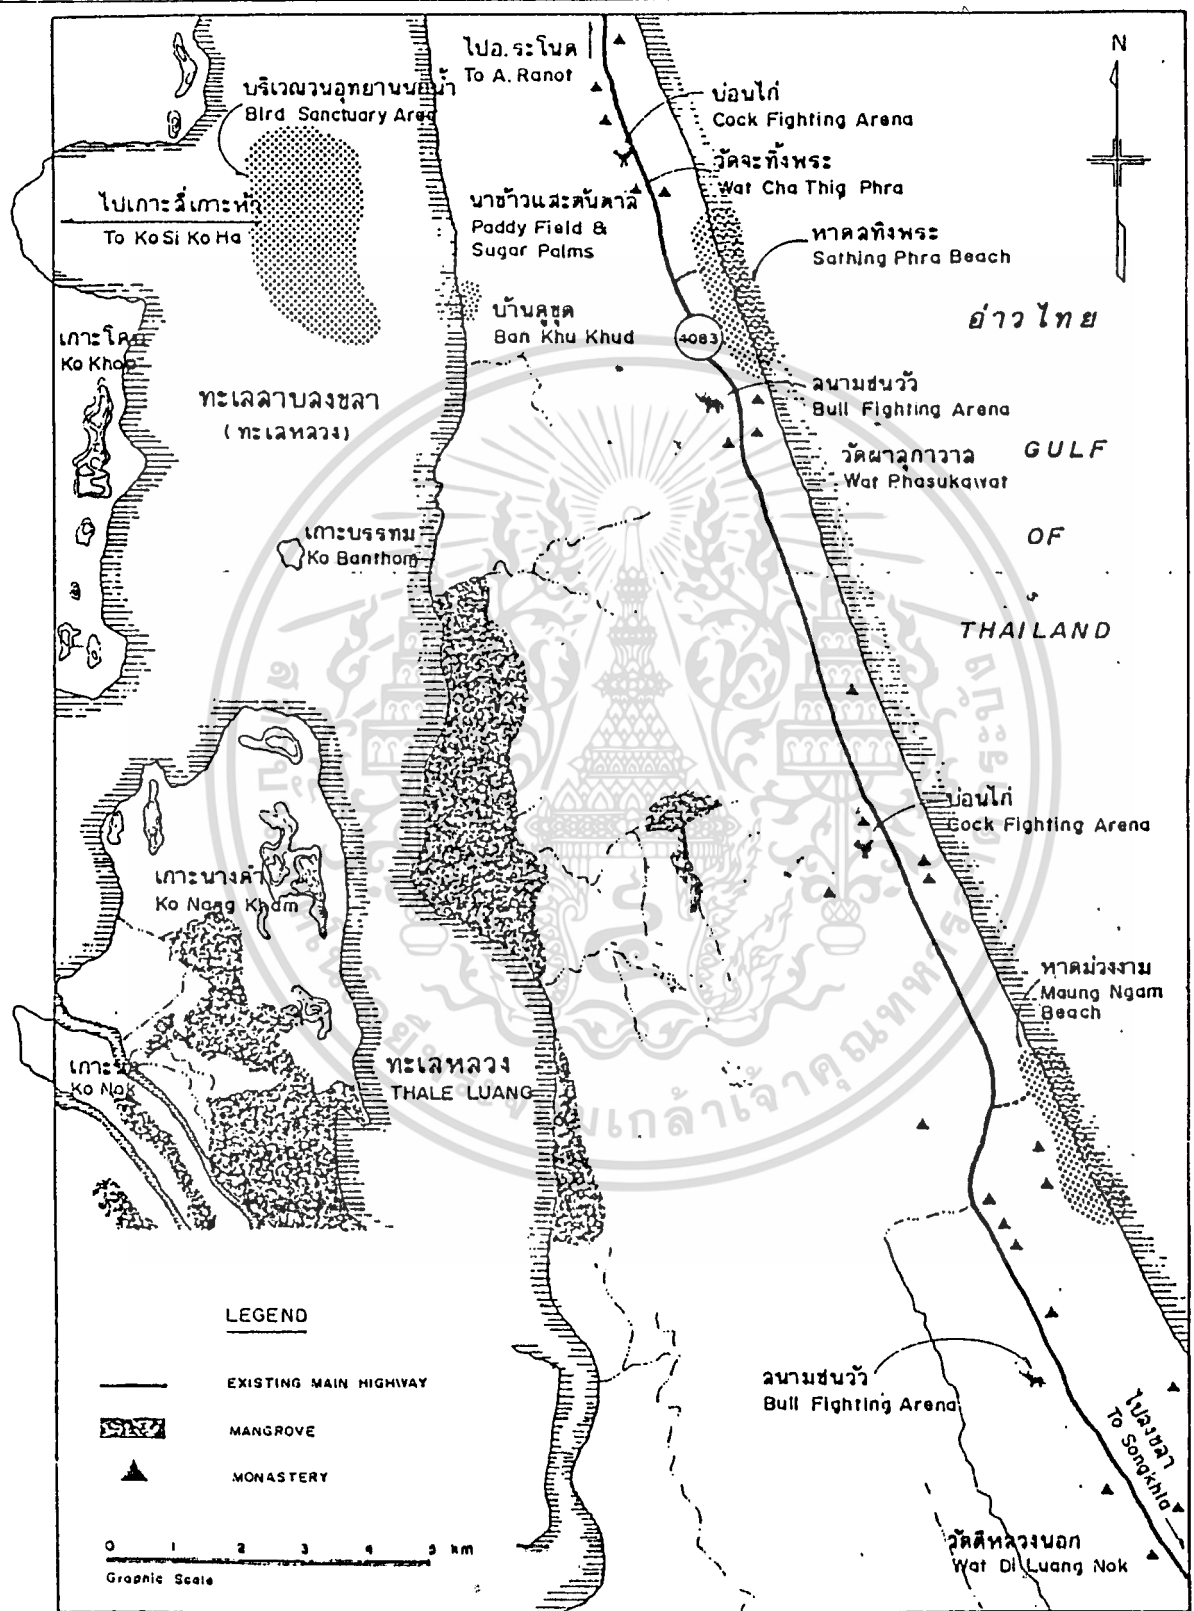 ไปอ.ระโนด
To A. Ranot
N
บริเวณวนอุทยานนกน้ำ
Bird Sanctuary Area
บ่อนไก่
Cock Fighting Arena
วัดจะทิ้งพระ
Wat Cha Thig Phra
ไปเกาะสี่เกาะห้า
To Ko Si Ko Ha
นาข้าวและต้นตาล
Paddy Field &
Sugar Palms
หาดสทิงพระ
Sathing Phra Beach
บ้านคูขุด
Ban Khu Khud
4083
อ่าวไทย
GULF
OF
THAILAND
Ko Khop
ทะเลสาบสงขลา
(ทะเลหลวง)
สนามชนวัว
Bull Fighting Arena
วัดผาสุกาวาส
Wat Phasukawat
เกาะบรรทม
Ko Banthom
บ่อนไก่
Cock Fighting Arena
เกาะนางคำ
Ko Nang Kham
หาดม่วงงาม
Maung Ngam
Beach
Ko Nok
ทะเลหลวง
THALE LUANG
LEGEND
EXISTING MAIN HIGHWAY
MANGROVE
MONASTERY
สนามชนวัว
Bull Fighting Arena
ไปสงขลา
To Songkhla
0 1 2 3 4 5 km
Graphic Scale
วัดดีหลวงนอก
Wat Di Luang Nok